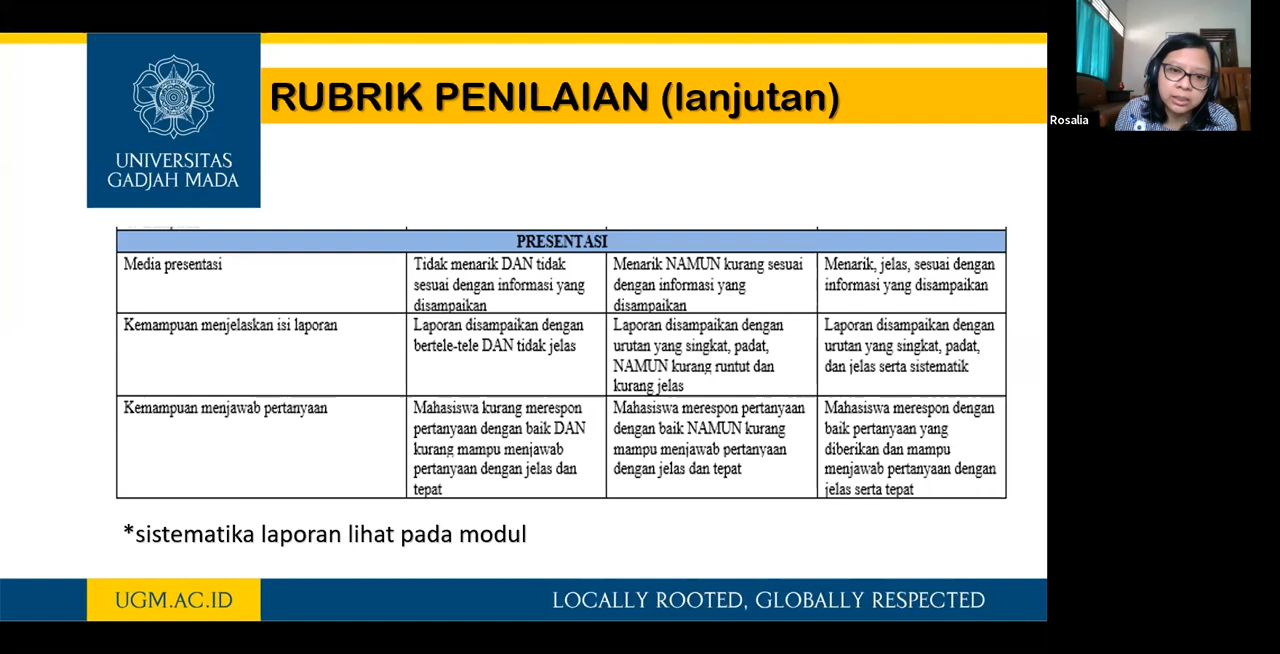 RUBRIK PENILAIAN (lanjutan)
UNIVERSITAS
GADJAH MADA
Rosalia
PRESENTASI
Media presentasi
Tidak menarik DAN tidak
sesuai dengan informasi yang
disampaikan
Menarik NAMUN kurang sesuai
dengan informasi yang
disampaikan
Menarik, jelas, sesuai dengan
informasi yang disampaikan
Kemampuan menjelaskan isi laporan
Laporan disampaikan dengan
bertele-tele DAN tidak jelas
Laporan disampaikan dengan
urutan yang singkat, padat,
NAMUN kurang runtut dan
kurang jelas
Laporan disampaikan dengan
urutan yang singkat, padat,
dan jelas serta sistematik
Kemampuan menjawab pertanyaan
Mahasiswa kurang merespon
pertanyaan dengan baik DAN
kurang mampu menjawab
pertanyaan dengan jelas dan
tepat
Mahasiswa merespon pertanyaan
dengan baik NAMUN kurang
mampu menjawab pertanyaan
dengan jelas dan tepat
Mahasiswa merespon dengan
baik pertanyaan yang
diberikan dan mampu
menjawab pertanyaan dengan
jelas serta tepat
*sistematika laporan lihat pada modul
UGM.AC.ID
LOCALLY ROOTED, GLOBALLY RESPECTED